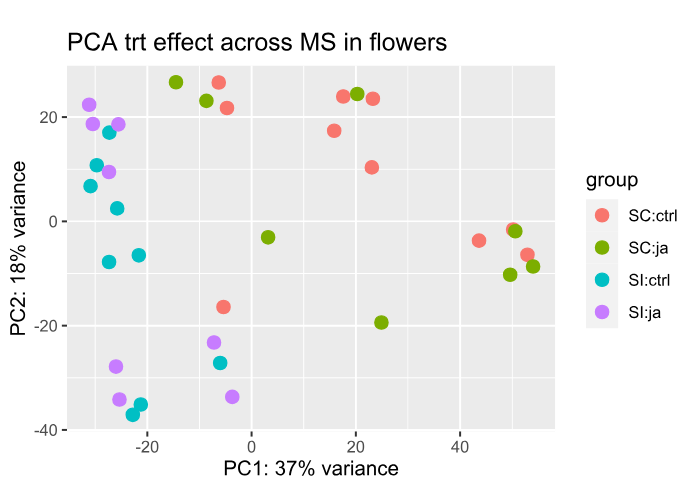 PCA trt effect across MS in flowers
20
0
-20
-40
PC2: 18% variance
-20
0
20
40
PC1: 37% variance
group
SC:ctrl
SC:ja
SI:ctrl
SI:ja